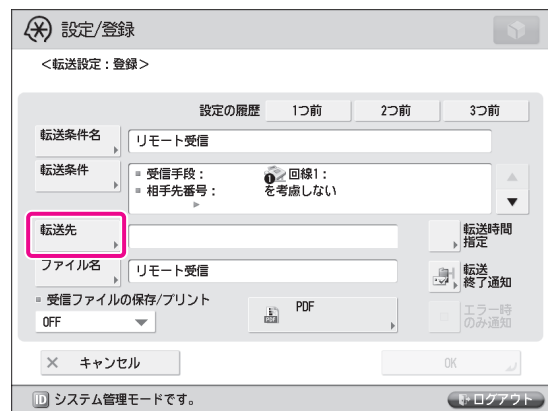 設定/登録
<転送設定：登録>
設定の履歴 1つ前 2つ前 3つ前
転送条件名 リモート受信
転送条件
▪ 受信手段： 回線1：
▪ 相手先番号： を考慮しない
転送先
転送時間
指定
ファイル名 リモート受信
転送
終了通知
▪ 受信ファイルの保存/プリント
OFF
PDF
エラー時
のみ通知
× キャンセル
OK
ID システム管理モードです。
ログアウト